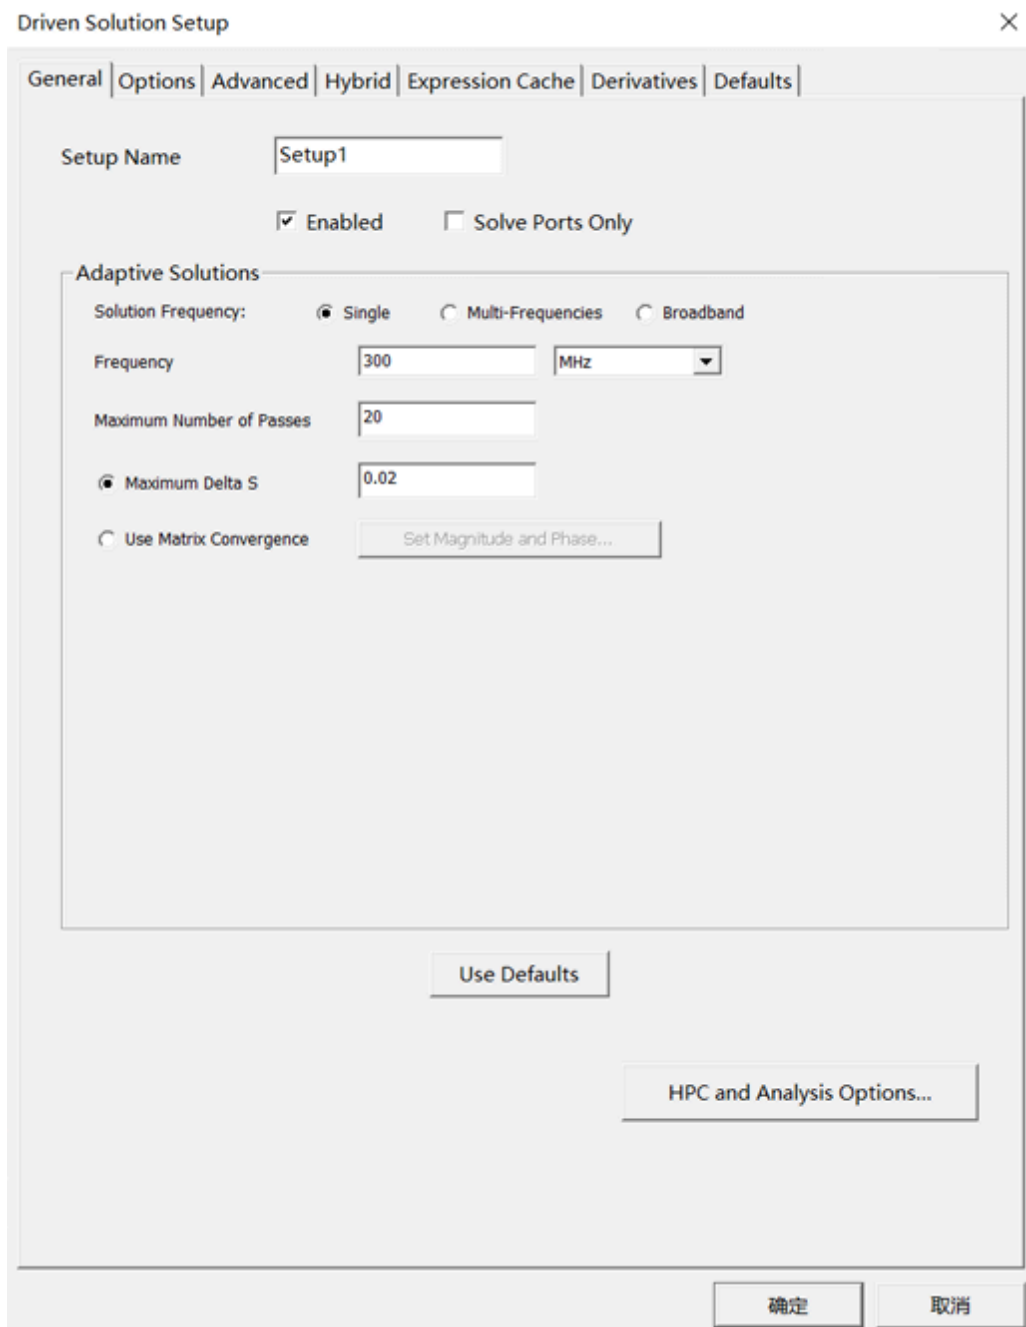 Driven Solution Setup
General Options Advanced Hybrid Expression Cache Derivatives Defaults
Setup Name Setup1
Enabled Solve Ports Only
Adaptive Solutions
Solution Frequency: Single Multi-Frequencies Broadband
Frequency 300 MHz
Maximum Number of Passes 20
Maximum Delta S 0.02
Use Matrix Convergence Set Magnitude and Phase...
Use Defaults
HPC and Analysis Options...
确定 取消